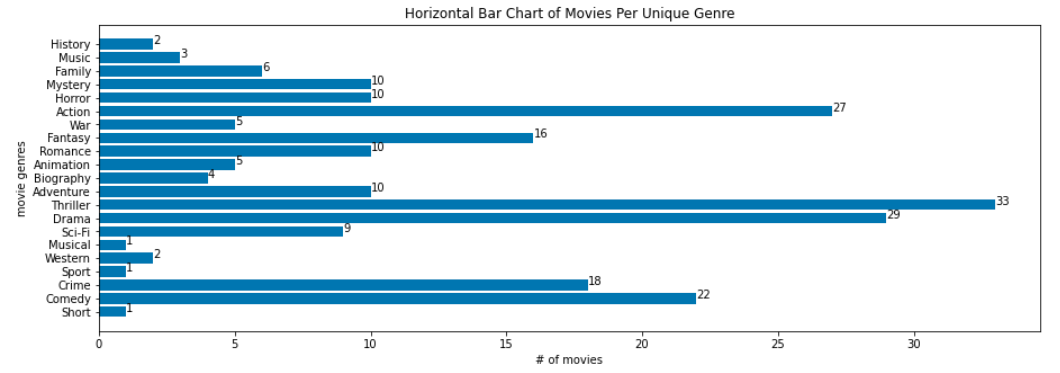 Horizontal Bar Chart of Movies Per Unique Genre
movie genres
History 2
Music 3
Family 6
Mystery 10
Horror 10
Action 27
War 5
Fantasy 16
Romance 10
Animation 5
Biography 4
Adventure 10
Thriller 33
Drama 29
Sci-Fi 9
Musical 1
Western 2
Sport 1
Crime 18
Comedy 22
Short 1
0 5 10 15 20 25 30
# of movies